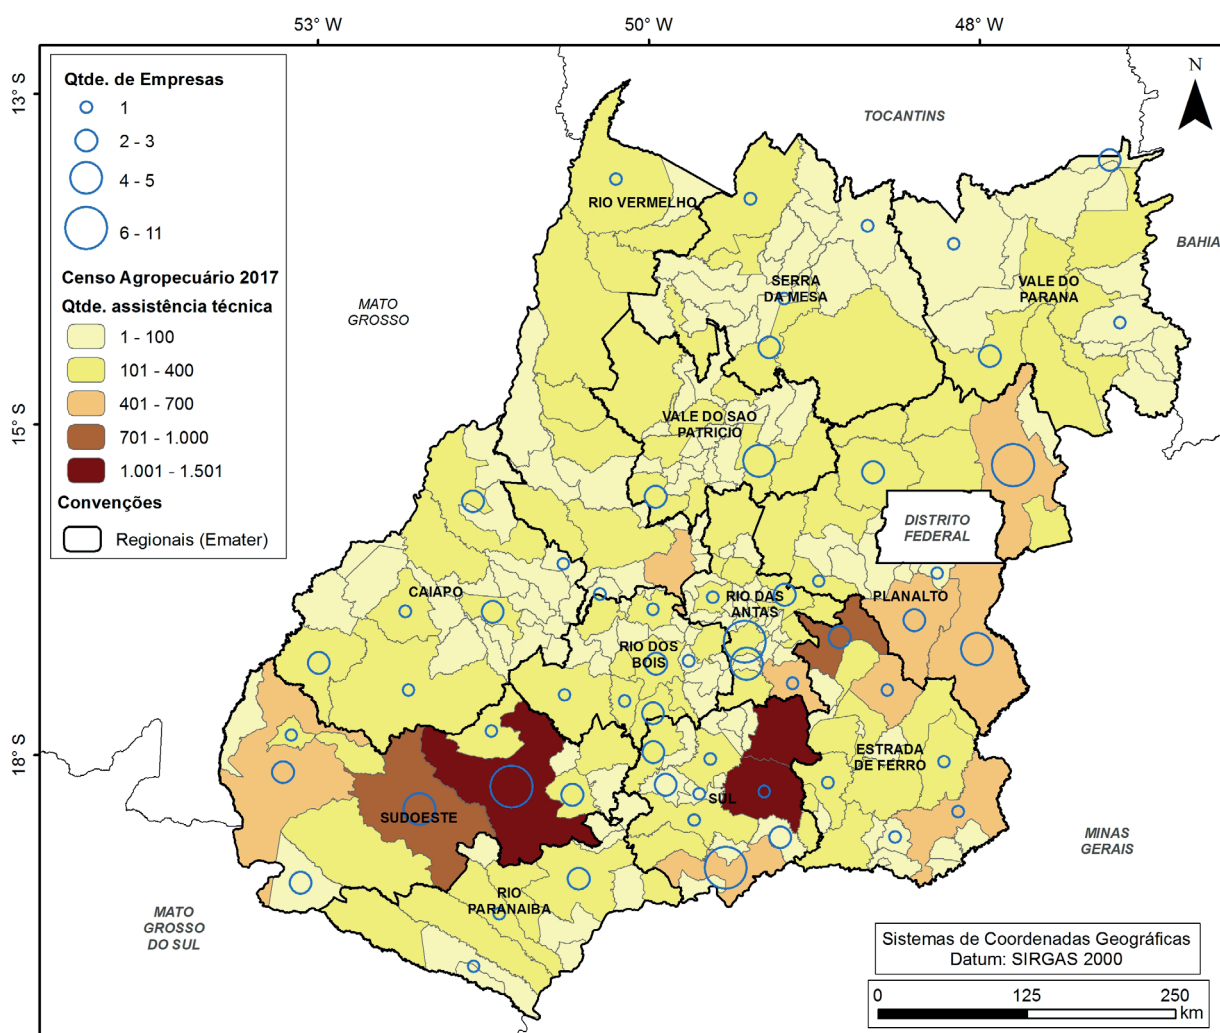 53° W
50° W
48° W
13° S
15° S
18° S
Qtde. de Empresas
1
2 - 3
4 - 5
6 - 11
Censo Agropecuário 2017
Qtde. assistência técnica
1 - 100
101 - 400
401 - 700
701 - 1.000
1.001 - 1.501
Convenções
Regionais (Emater)
N
TOCANTINS
BAHIA
MATO
GROSSO
RIO VERMELHO
SERRA
DA MESA
VALE DO
PARANA
VALE DO SAO
PATRICIO
DISTRITO
FEDERAL
CAIAPO
RIO DAS
ANTAS
PLANALTO
RIO DOS
BOIS
ESTRADA
DE FERRO
SUL
SUDOESTE
RIO
PARANAIBA
MINAS
GERAIS
MATO
GROSSO
DO SUL
Sistemas de Coordenadas Geográficas
Datum: SIRGAS 2000
0 125 250
km